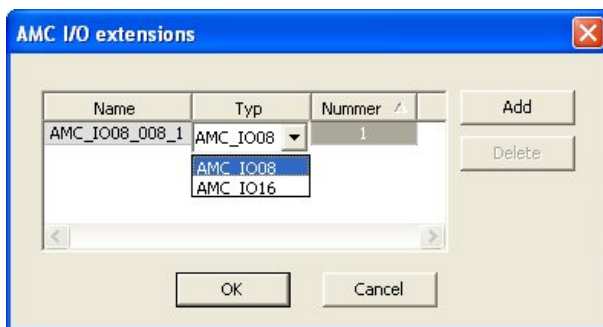 AMC I/O extensions
Name Typ Nummer
AMC_IO08_008_1 AMC_IO08 1
AMC_IO08
AMC_IO16
Add
Delete
OK Cancel